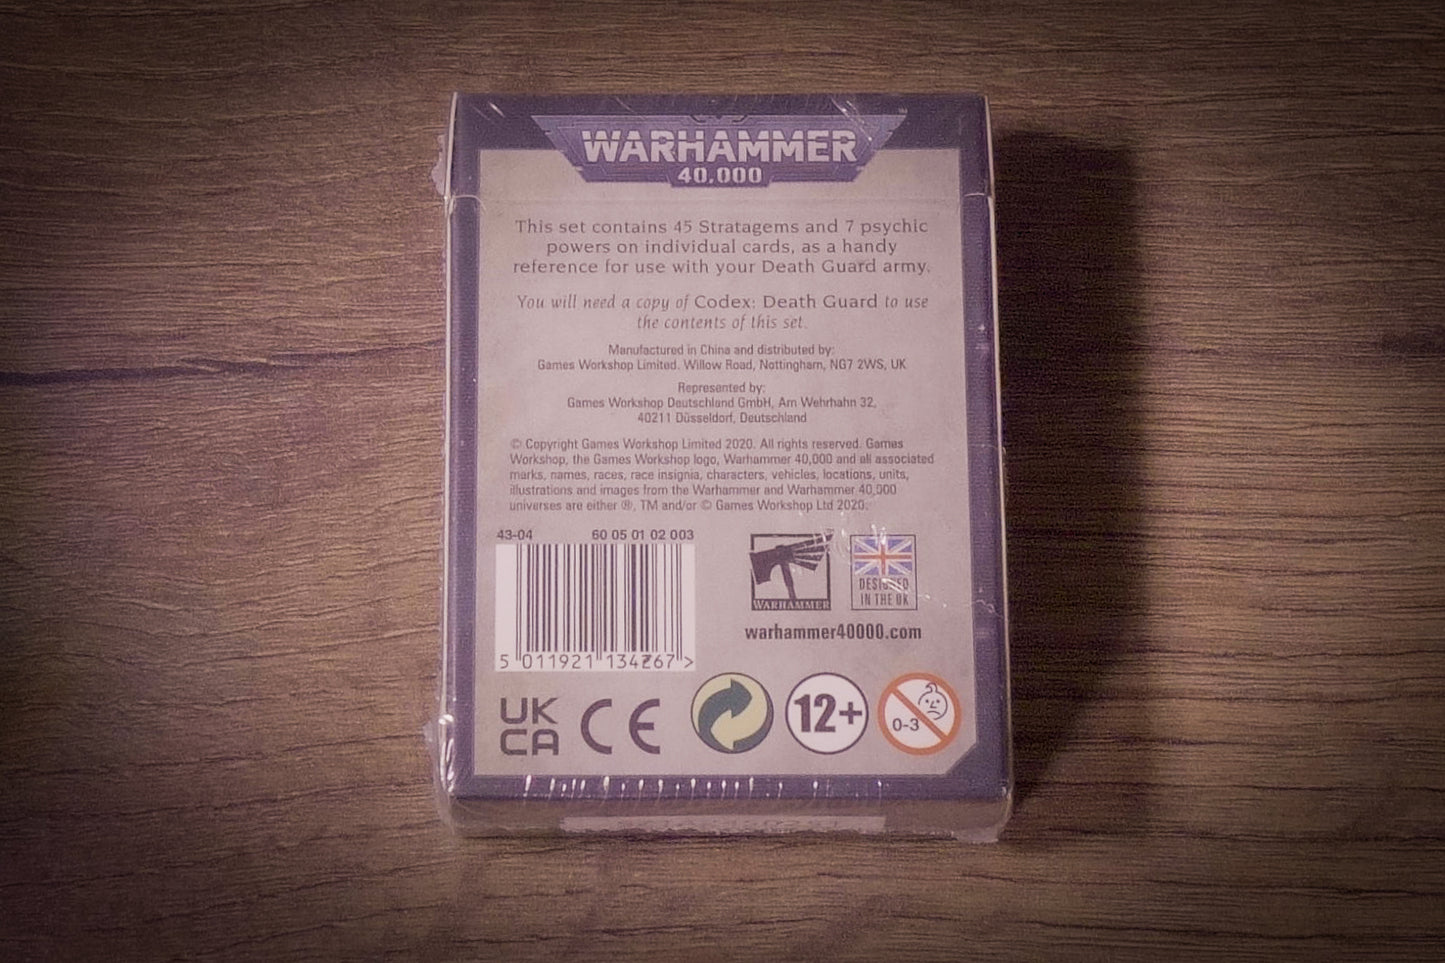 WARHAMMER
40,000
This set contains 45 Stratagems and 7 psychic
powers on individual cards, as a handy
reference for use with your Death Guard army.
You will need a copy of Codex: Death Guard to use
the contents of this set.
Manufactured in China and distributed by:
Games Workshop Limited. Willow Road, Nottingham, NG7 2WS, UK
Represented by:
Games Workshop Deutschland GmbH, Am Wehrhahn 32,
40211 Düsseldorf, Deutschland
© Copyright Games Workshop Limited 2020. All rights reserved. Games
Workshop, the Games Workshop logo, Warhammer 40,000 and all associated
marks, names, races, race insignia, characters, vehicles, locations, units,
illustrations and images from the Warhammer and Warhammer 40,000
universes are either ®, TM and/or © Games Workshop Ltd 2020.
43-04 60 05 01 02 003
5 011921 134267 >
WARHAMMER
DESIGNED
IN THE UK
warhammer40000.com
UK
CA
CE
12+
0-3